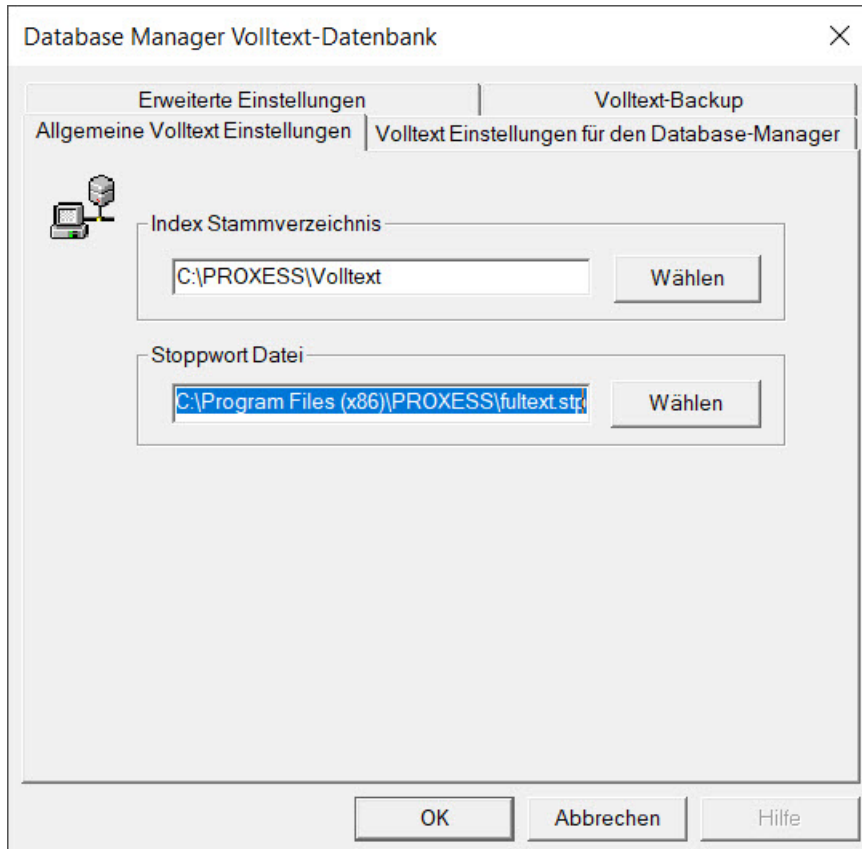 Database Manager Volltext-Datenbank
Erweiterte Einstellungen
Volltext-Backup
Allgemeine Volltext Einstellungen
Volltext Einstellungen für den Database-Manager
Index Stammverzeichnis
C:\PROXESS\Volltext
Wählen
Stoppwort Datei
C:\Program Files (x86)\PROXESS\fultext.stp
Wählen
OK
Abbrechen
Hilfe